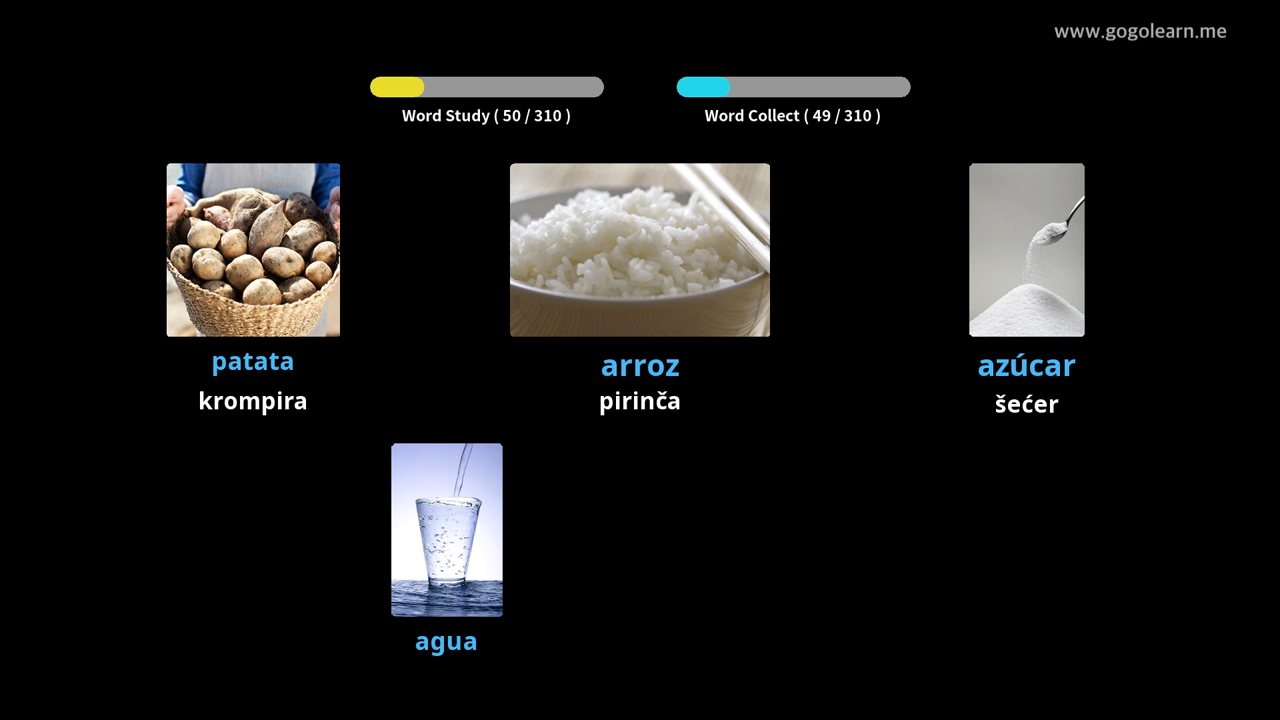 www.gogolearn.me
Word Study ( 50 / 310 )
Word Collect ( 49 / 310 )
patata
arroz
azúcar
krompira
pirinča
šećer
agua